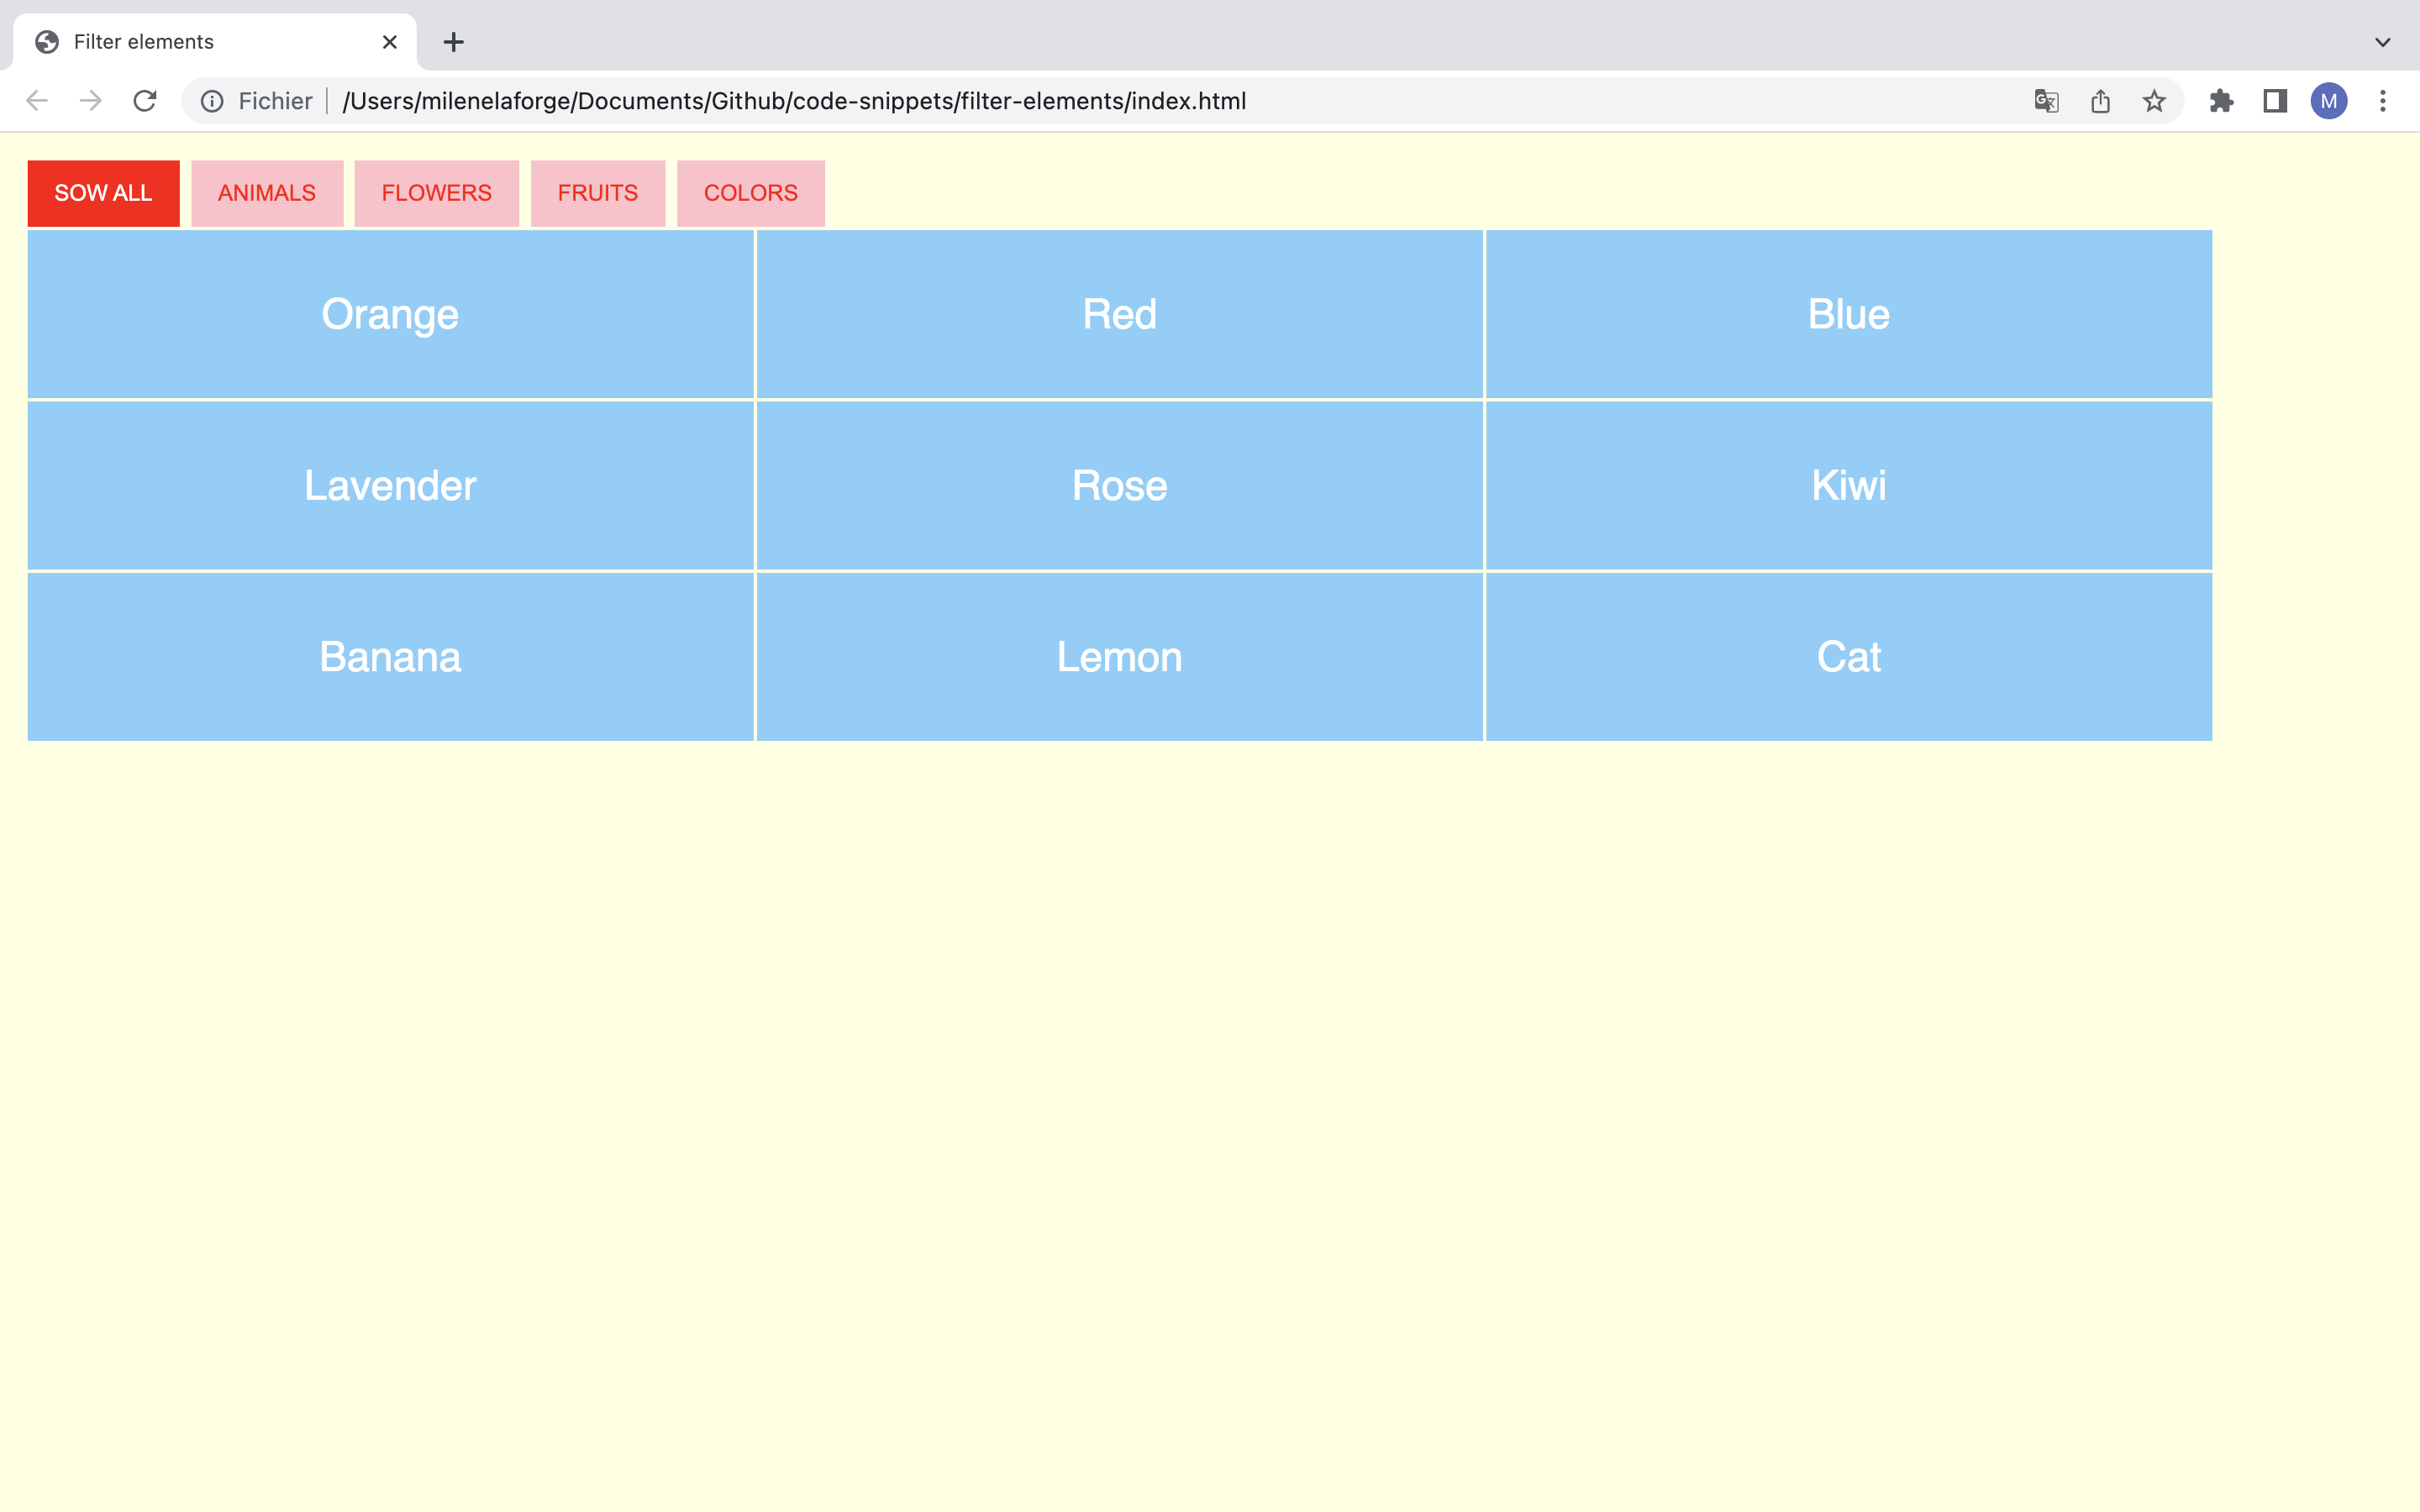 Filter elements
Fichier /Users/milenelaforge/Documents/Github/code-snippets/filter-elements/index.html M
SOW ALL ANIMALS FLOWERS FRUITS COLORS
Orange Red Blue
Lavender Rose Kiwi
Banana Lemon Cat